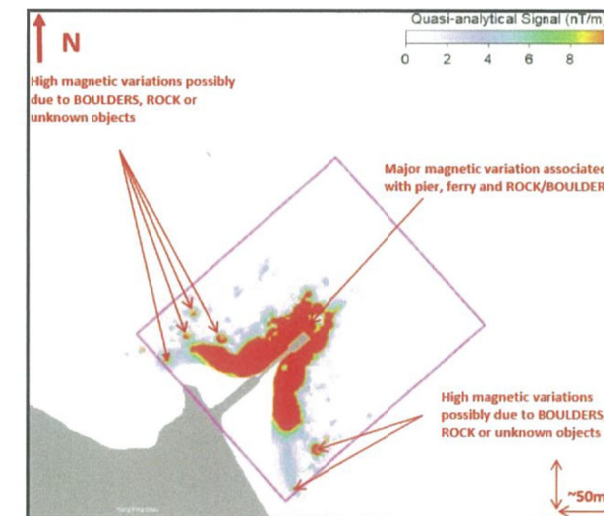 Quasi-analytical Signal (nT/m)
0 2 4 6 8
N
High magnetic variations possibly
due to BOULDERS, ROCK or
unknown objects
Major magnetic variation associated
with pier, ferry and ROCK/BOULDER
High magnetic variations
possibly due to BOULDERS,
ROCK or unknown objects
~50m